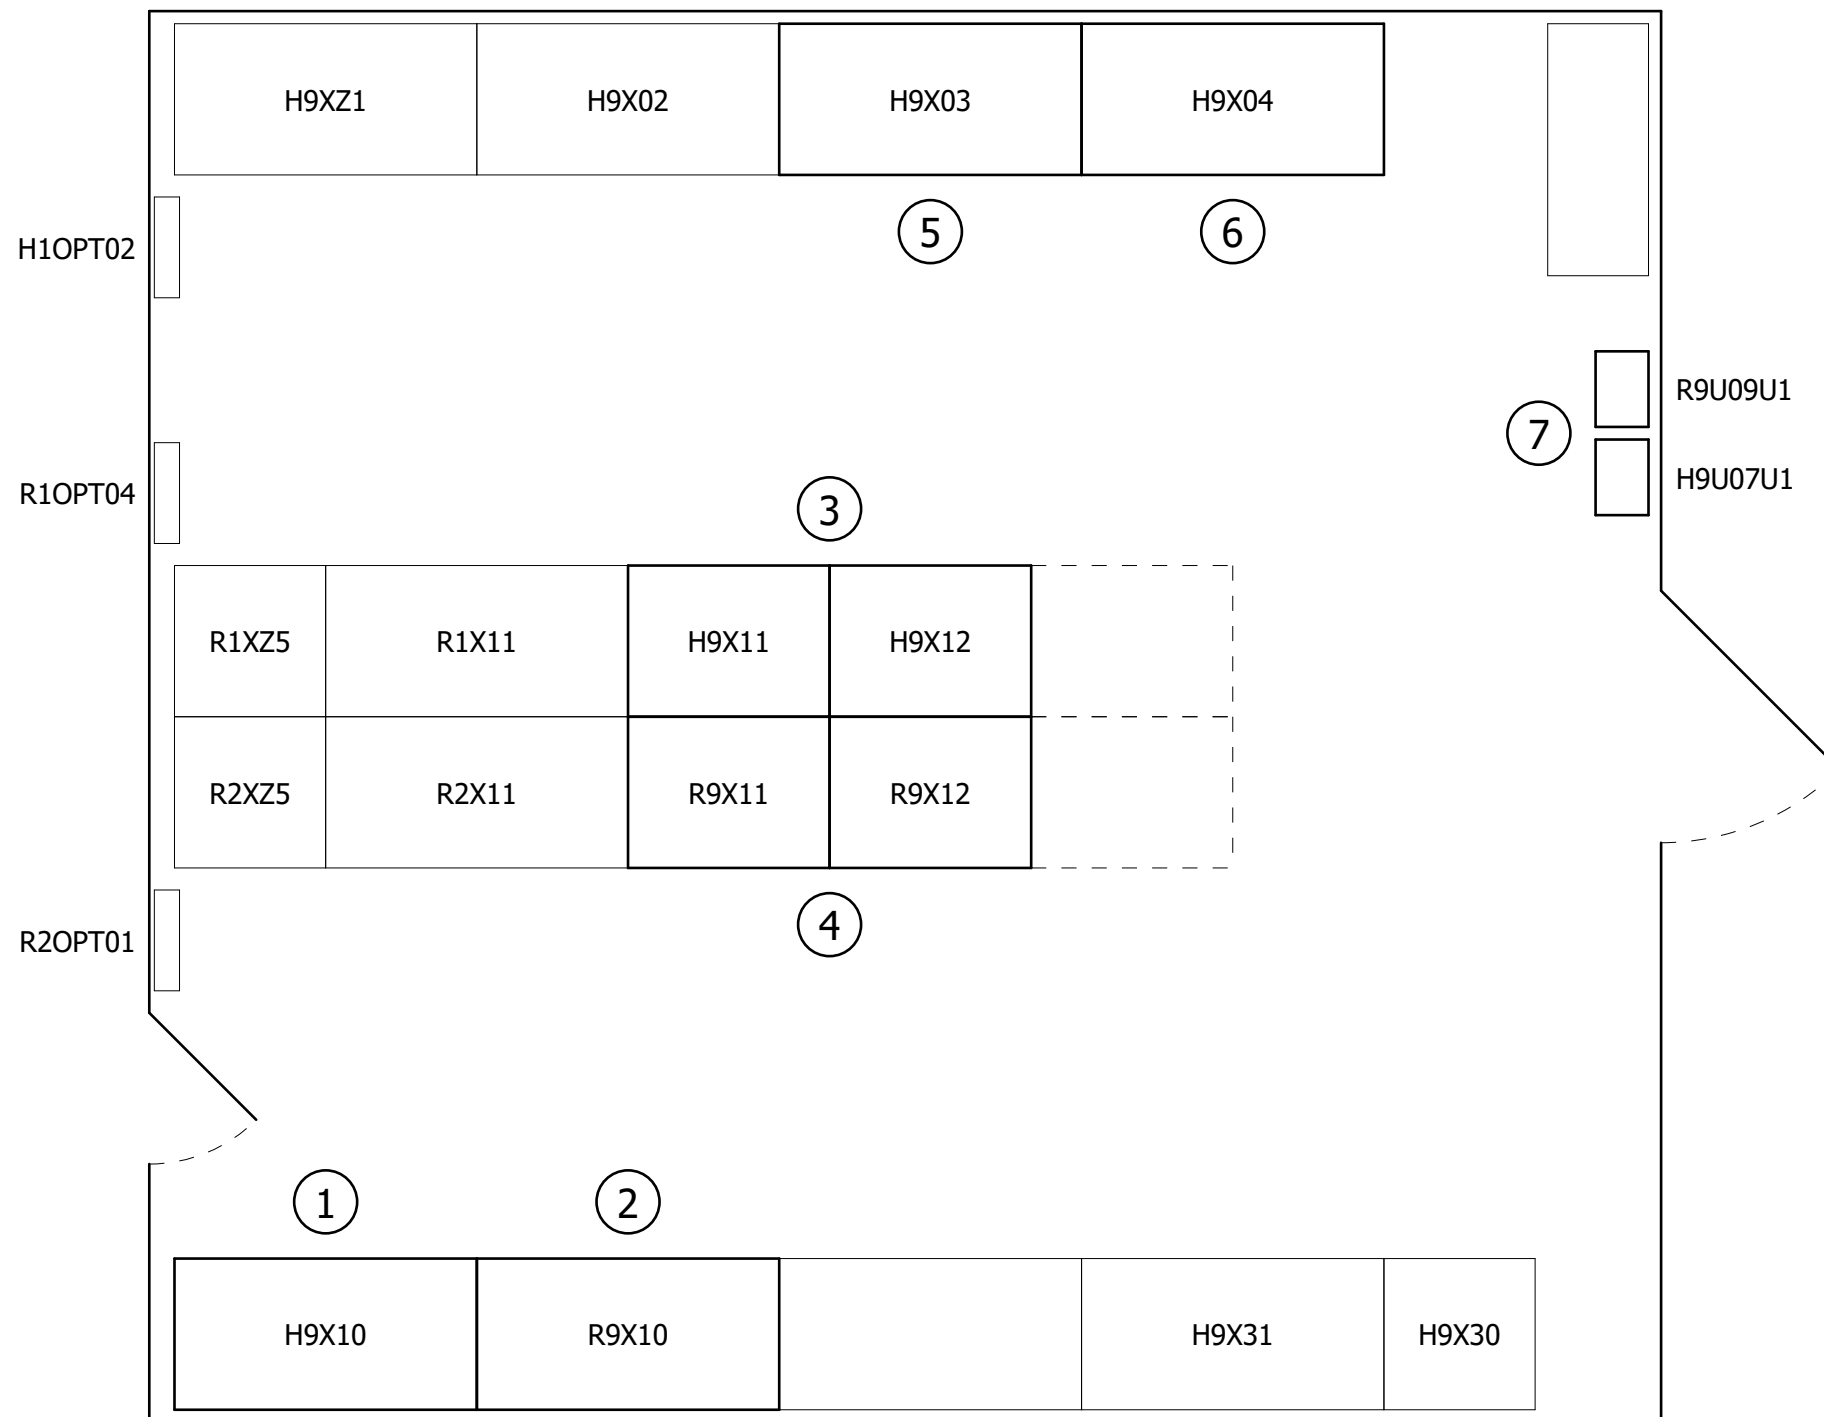 H9XZ1 H9X02 H9X03 H9X04
5 6
H1OPT02
R9U09U1
7
H9U07U1
R1OPT04
3
R1XZ5 R1X11 H9X11 H9X12
R2XZ5 R2X11 R9X11 R9X12
4
R2OPT01
1 2
H9X10 R9X10 H9X31 H9X30